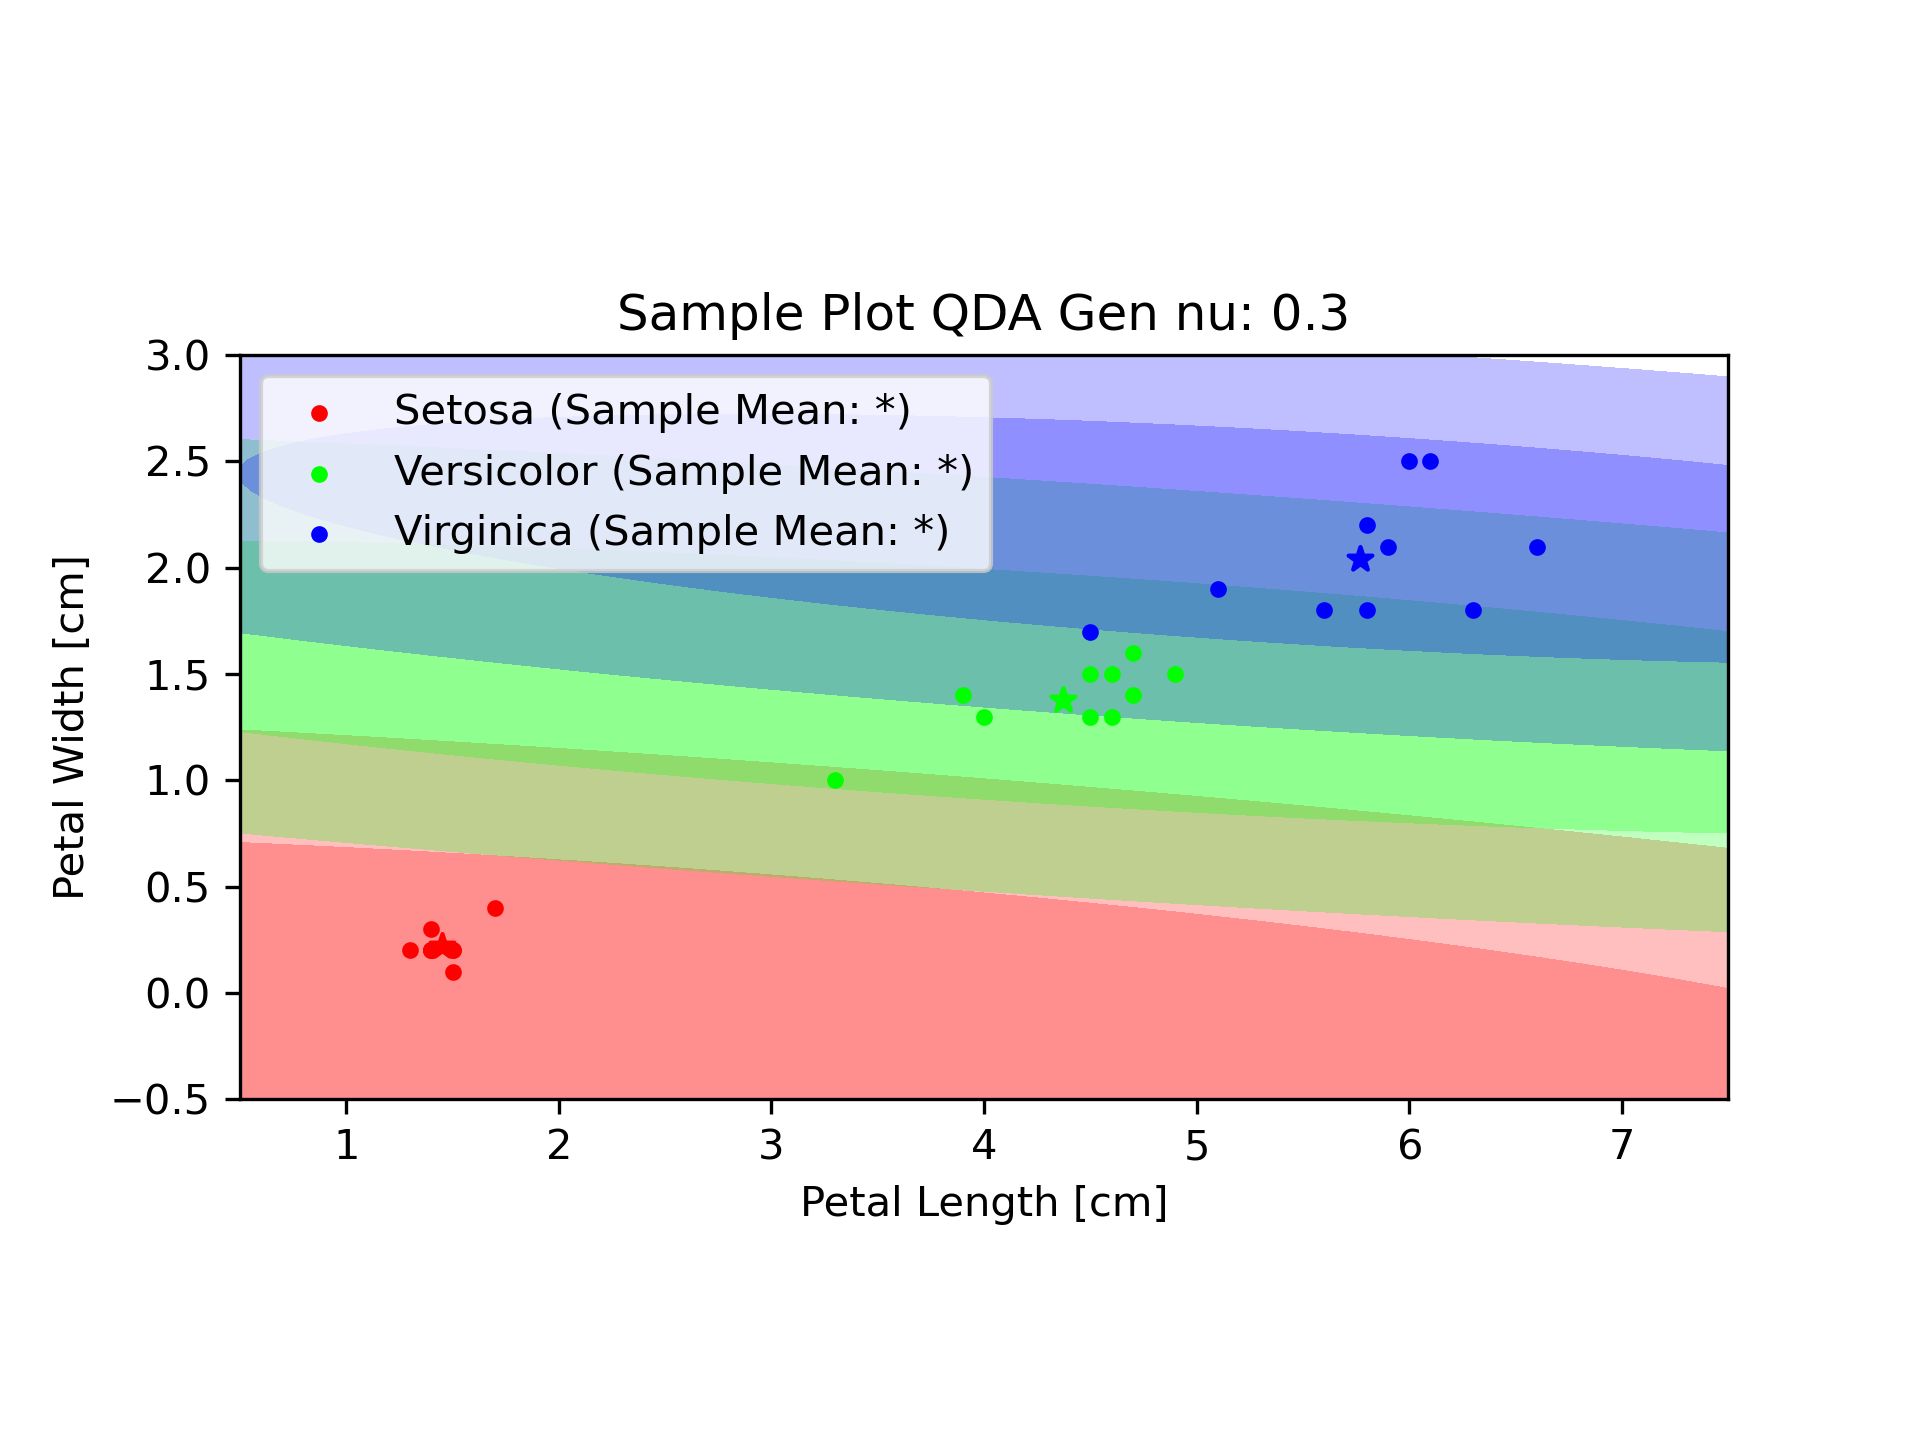 Sample Plot QDA Gen nu: 0.3
Setosa (Sample Mean: *)
Versicolor (Sample Mean: *)
Virginica (Sample Mean: *)
3.0
2.5
2.0
1.5
1.0
0.5
0.0
−0.5
Petal Width [cm]
1 2 3 4 5 6 7
Petal Length [cm]